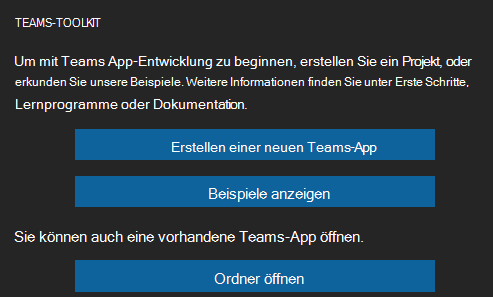 TEAMS-TOOLKIT
Um mit Teams App-Entwicklung zu beginnen, erstellen Sie ein Projekt, oder
erkunden Sie unsere Beispiele. Weitere Informationen finden Sie unter Erste Schritte,
Lernprogramme oder Dokumentation.
Erstellen einer neuen Teams-App
Beispiele anzeigen
Sie können auch eine vorhandene Teams-App öffnen.
Ordner öffnen